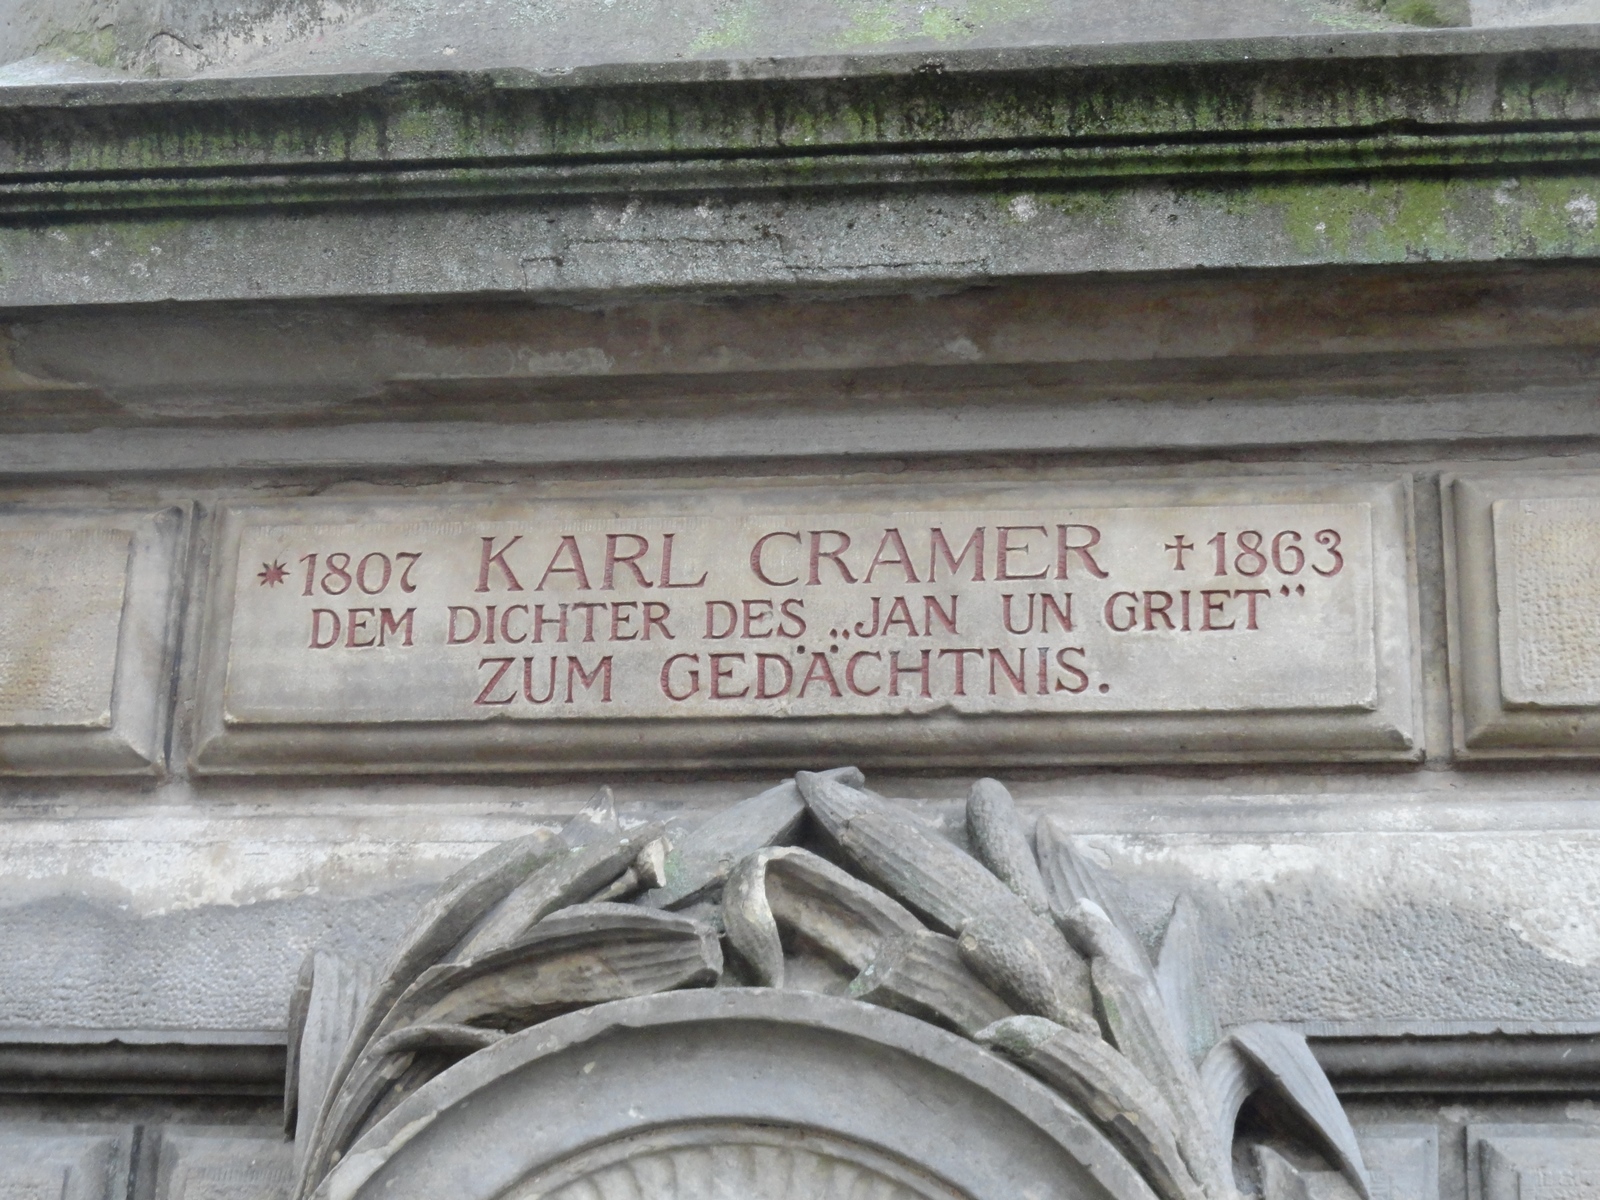 *1807 KARL CRAMER †1863
DEM DICHTER DES „JAN UN GRIET”
ZUM GEDÄCHTNIS.